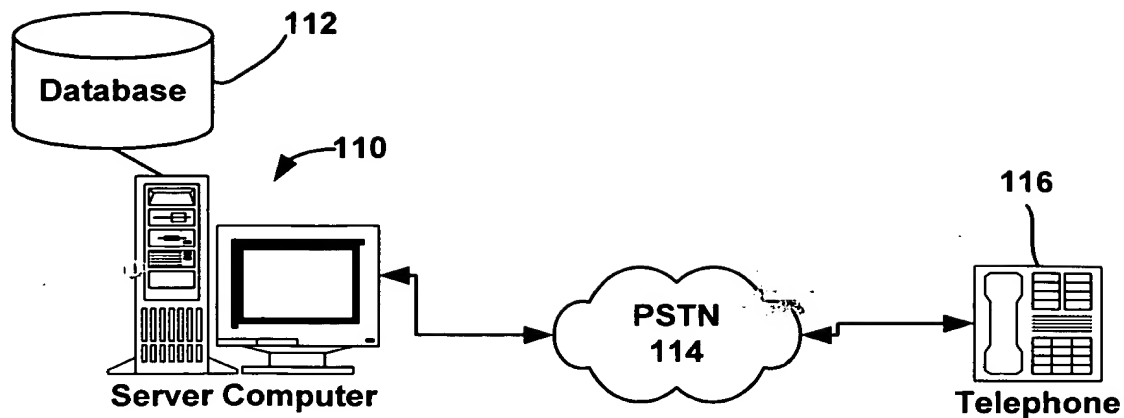 112
Database
110
116
PSTN
114
Server Computer
Telephone